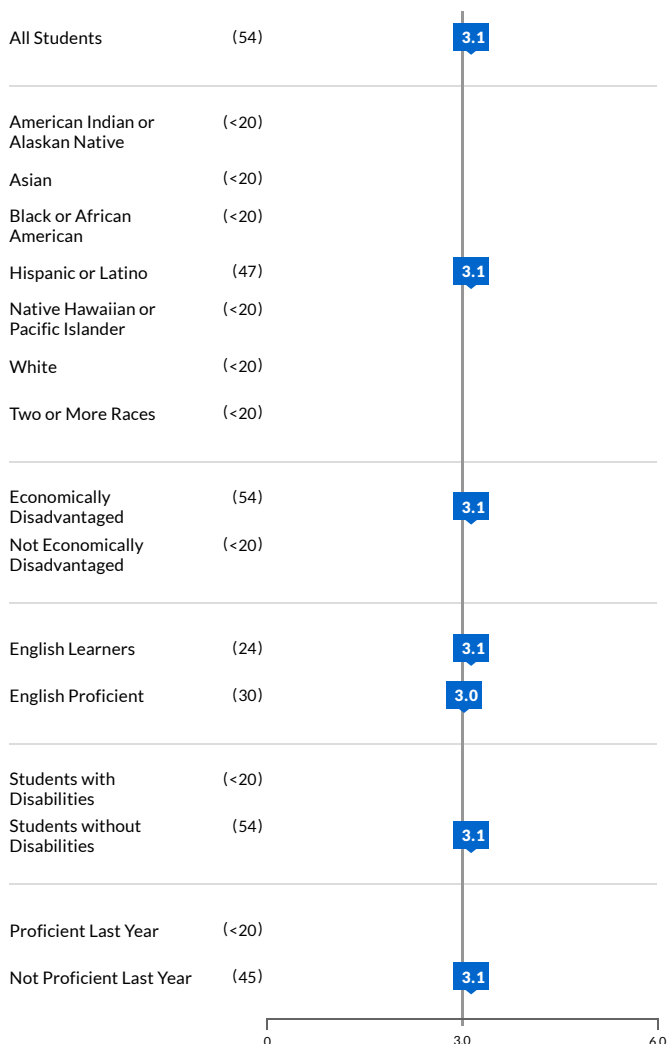 All Students (54) 3.1
American Indian or (<20)
Alaskan Native
Asian (<20)
Black or African (<20)
American
Hispanic or Latino (47) 3.1
Native Hawaiian or (<20)
Pacific Islander
White (<20)
Two or More Races (<20)
Economically (54) 3.1
Disadvantaged
Not Economically (<20)
Disadvantaged
English Learners (24) 3.1
English Proficient (30) 3.0
Students with (<20)
Disabilities
Students without (54) 3.1
Disabilities
Proficient Last Year (<20)
Not Proficient Last Year (45) 3.1
0 3.0 6.0